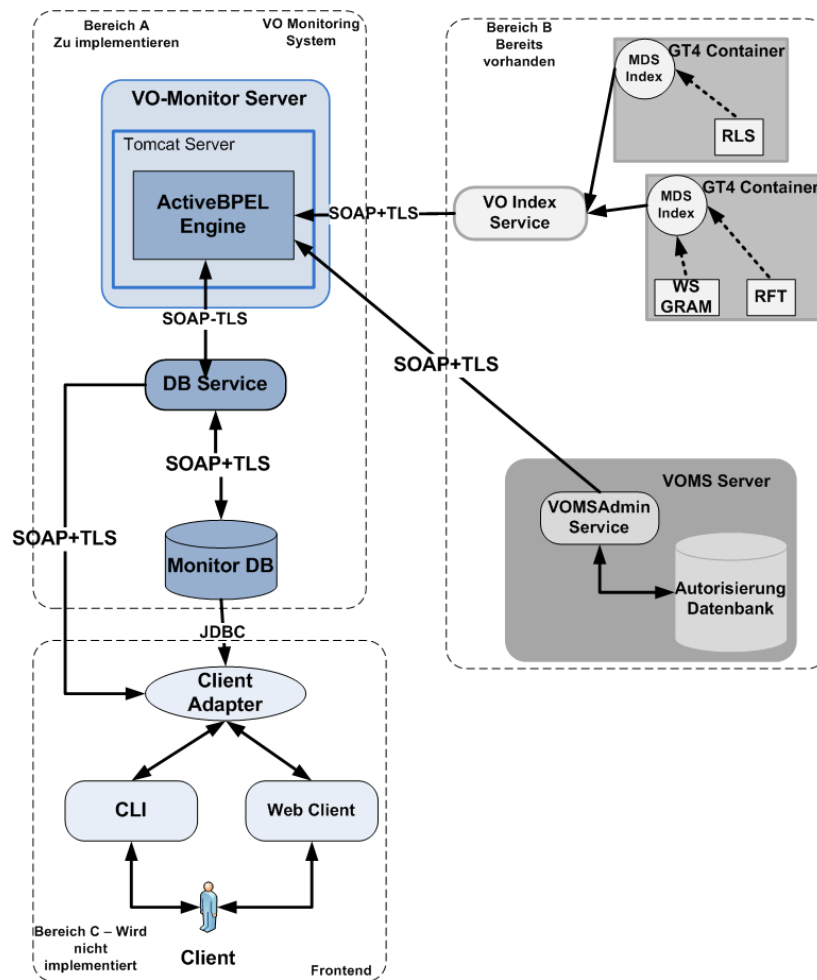 Bereich A
Zu implementieren
VO Monitoring
System
VO-Monitor Server
Tomcat Server
ActiveBPEL
Engine
SOAP-TLS
DB Service
SOAP+TLS
SOAP+TLS
Monitor DB
JDBC
SOAP+TLS
SOAP+TLS
Bereich B
Bereits
vorhanden
GT4 Container
MDS
Index
RLS
VO Index
Service
GT4 Container
MDS
Index
WS
GRAM
RFT
VOMS Server
VOMSAdmin
Service
Autorisierung
Datenbank
Client
Adapter
CLI
Web Client
Client
Bereich C – Wird
nicht
implementiert
Frontend